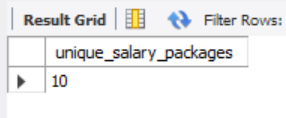 Result Grid Filter Rows:
unique_salary_packages
10